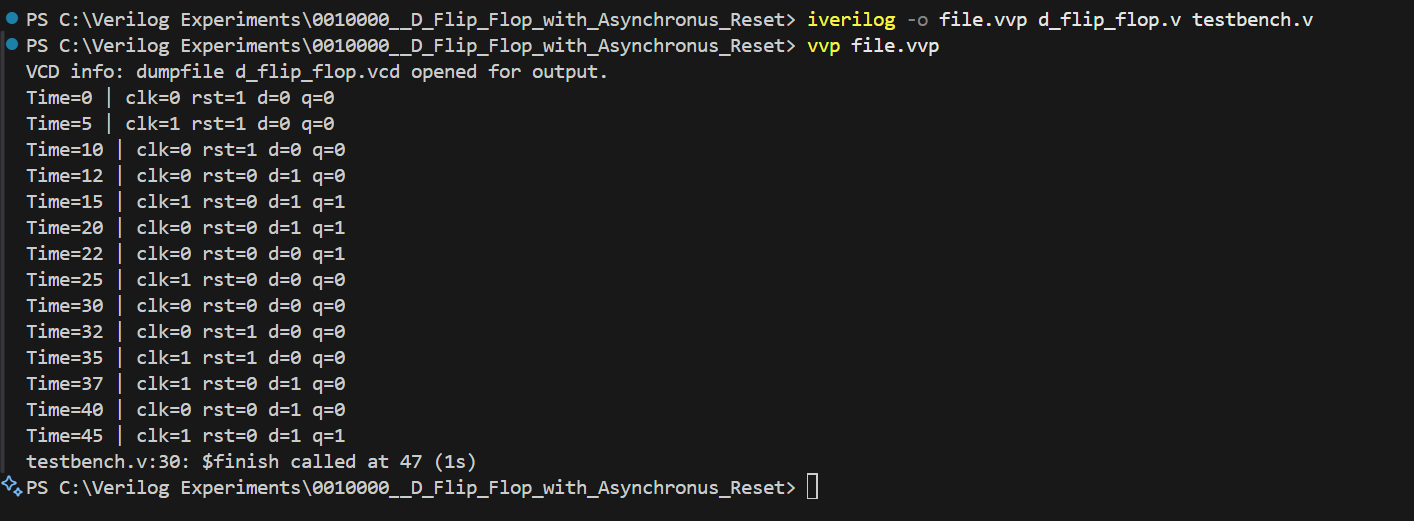 PS C:\Verilog Experiments\0010000__D_Flip_Flop_with_Asynchronus_Reset> iverilog -o file.vvp d_flip_flop.v testbench.v
PS C:\Verilog Experiments\0010000__D_Flip_Flop_with_Asynchronus_Reset> vvp file.vvp
VCD info: dumpfile d_flip_flop.vcd opened for output.
Time=0 | clk=0 rst=1 d=0 q=0
Time=5 | clk=1 rst=1 d=0 q=0
Time=10 | clk=0 rst=1 d=0 q=0
Time=12 | clk=0 rst=0 d=1 q=0
Time=15 | clk=1 rst=0 d=1 q=1
Time=20 | clk=0 rst=0 d=1 q=1
Time=22 | clk=0 rst=0 d=0 q=1
Time=25 | clk=1 rst=0 d=0 q=0
Time=30 | clk=0 rst=0 d=0 q=0
Time=32 | clk=0 rst=1 d=0 q=0
Time=35 | clk=1 rst=1 d=0 q=0
Time=37 | clk=1 rst=0 d=1 q=0
Time=40 | clk=0 rst=0 d=1 q=0
Time=45 | clk=1 rst=0 d=1 q=1
testbench.v:30: $finish called at 47 (1s)
PS C:\Verilog Experiments\0010000__D_Flip_Flop_with_Asynchronus_Reset>